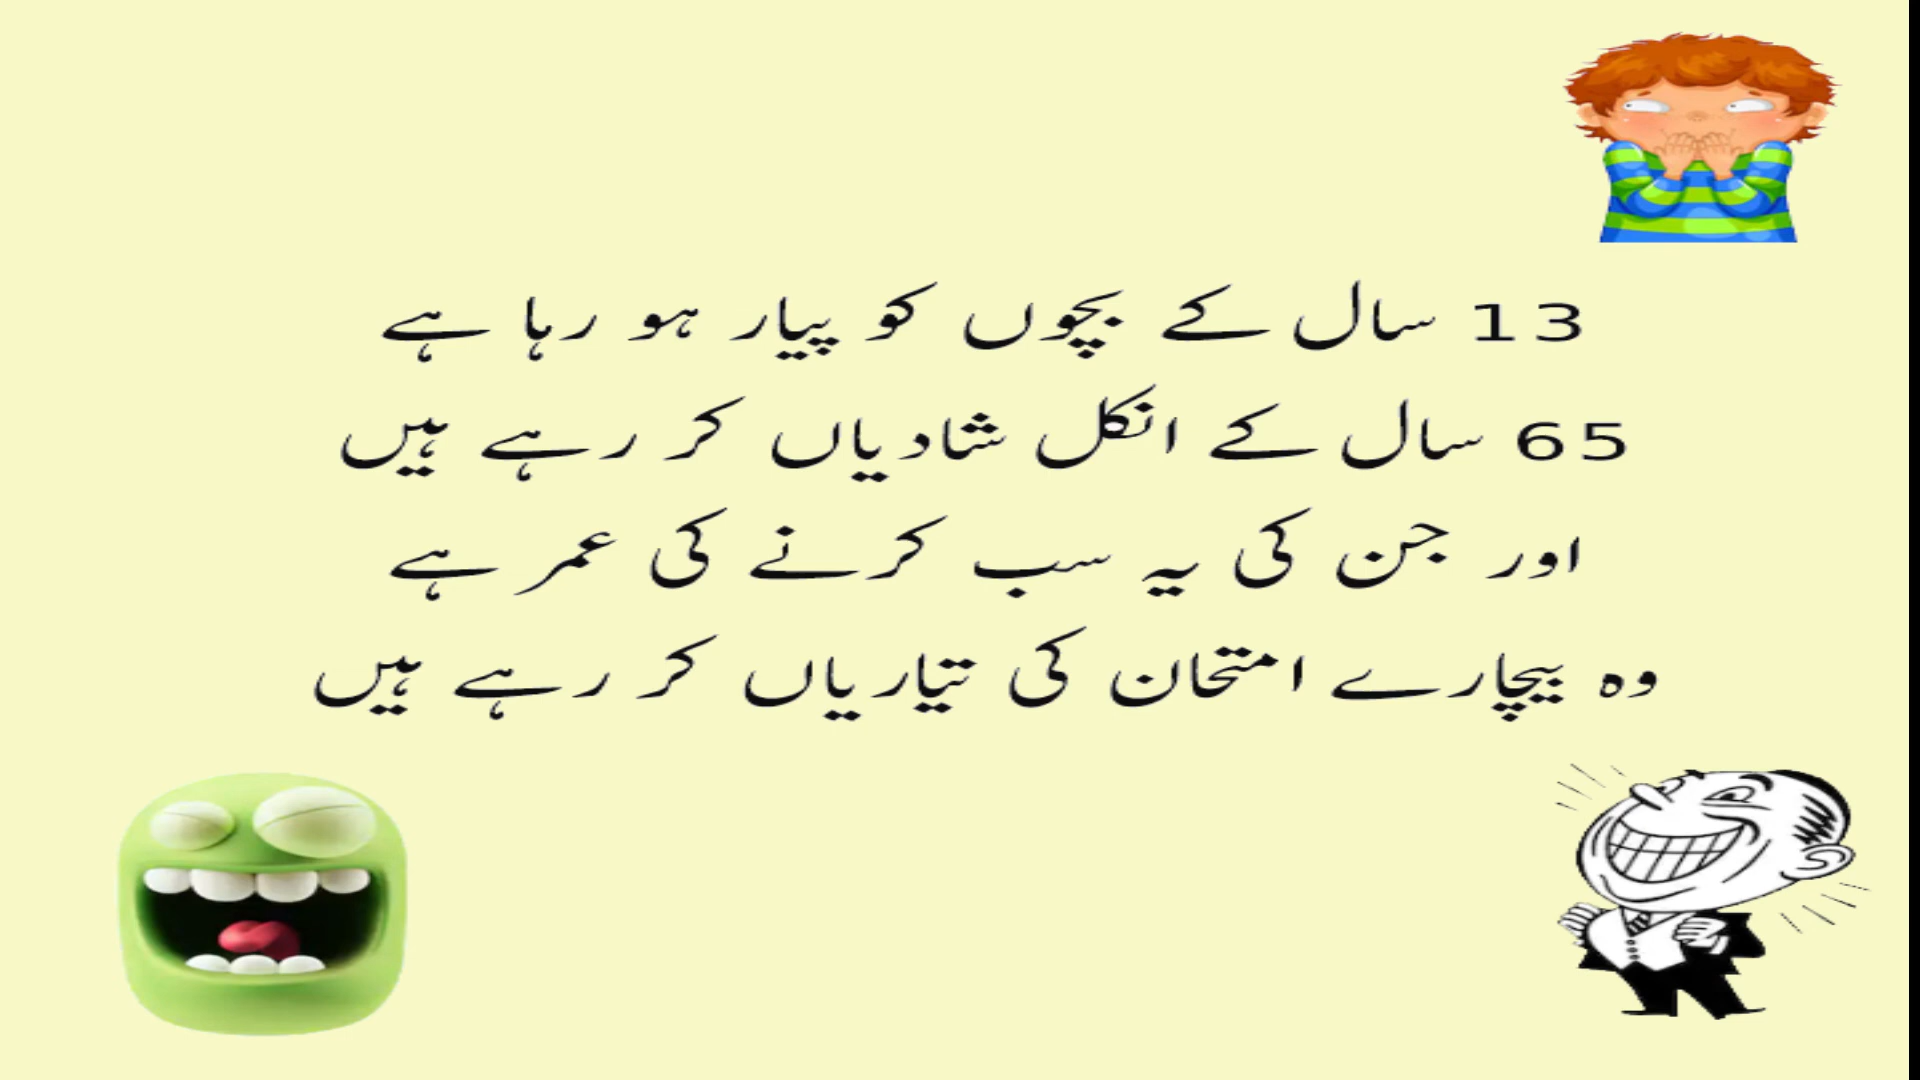 13 سال کے بچوں کو پیار ہو رہا ہے
65 سال کے انکل شادیاں کر رہے ہیں
اور جن کی یہ سب کرنے کی عمر ہے
وہ بیچارے امتحان کی تیاریاں کر رہے ہیں